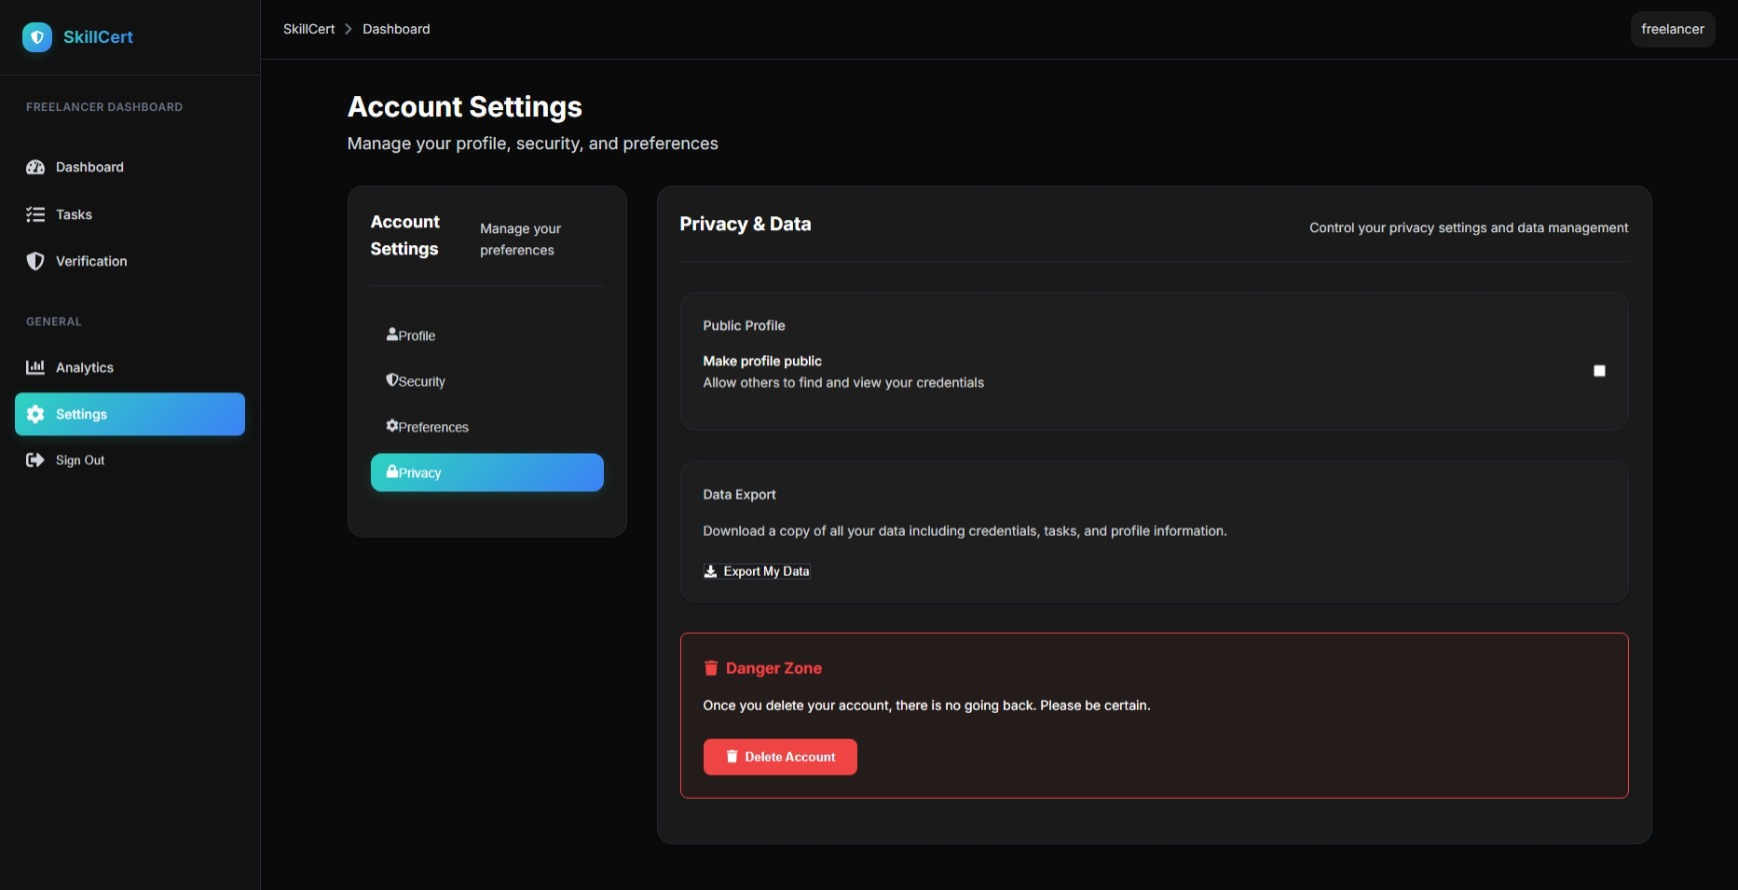 SkillCert
FREELANCER DASHBOARD
Dashboard
Tasks
Verification
GENERAL
Analytics
Settings
Sign Out
SkillCert > Dashboard
freelancer
Account Settings
Manage your profile, security, and preferences
Account
Settings
Manage your
preferences
Profile
Security
Preferences
Privacy
Privacy & Data
Control your privacy settings and data management
Public Profile
Make profile public
Allow others to find and view your credentials
Data Export
Download a copy of all your data including credentials, tasks, and profile information.
Export My Data
Danger Zone
Once you delete your account, there is no going back. Please be certain.
Delete Account